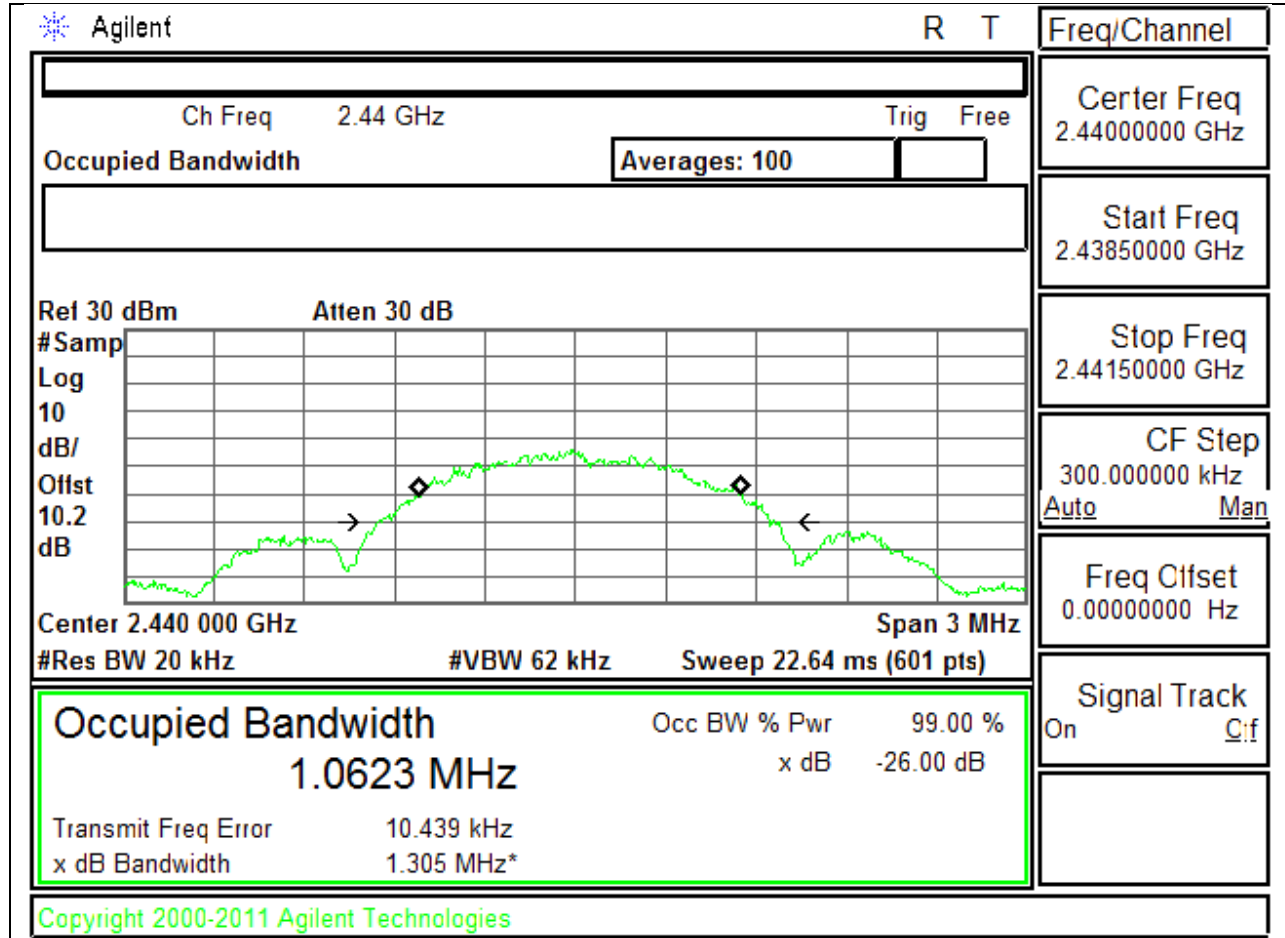 Agilent R T
Ch Freq 2.44 GHz Trig Free
Occupied Bandwidth Averages: 100
Ref 30 dBm Atten 30 dB
#Samp
Log
10
dB/
Offst
10.2
dB
Center 2.440 000 GHz Span 3 MHz
#Res BW 20 kHz #VBW 62 kHz Sweep 22.64 ms (601 pts)
Occupied Bandwidth Occ BW % Pwr 99.00 %
1.0623 MHz x dB -26.00 dB
Transmit Freq Error 10.439 kHz
x dB Bandwidth 1.305 MHz*
Copyright 2000-2011 Agilent Technologies
Freq/Channel
Center Freq
2.44000000 GHz
Start Freq
2.43850000 GHz
Stop Freq
2.44150000 GHz
CF Step
300.000000 kHz
Auto Man
Freq Offset
0.00000000 Hz
Signal Track
On Off